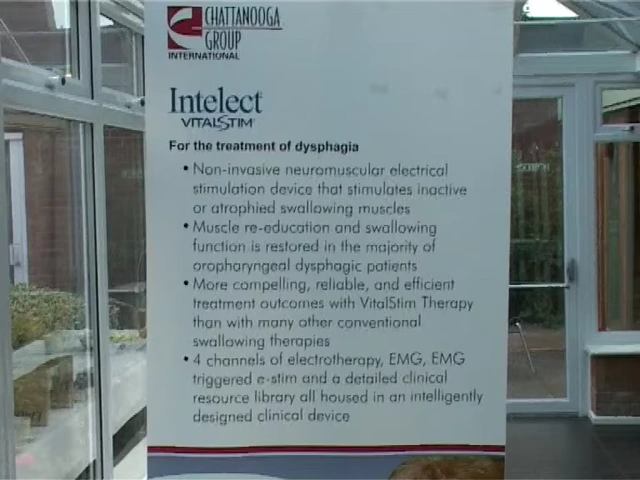 CHATTANOOGA
GROUP
INTERNATIONAL
Intelect
VITALSTIM
For the treatment of dysphagia
• Non-invasive neuromuscular electrical
stimulation device that stimulates inactive
or atrophied swallowing muscles
• Muscle re-education and swallowing
function is restored in the majority of
oropharyngeal dysphagic patients
• More compelling, reliable, and efficient
treatment outcomes with VitalStim Therapy
than with many other conventional
swallowing therapies
• 4 channels of electrotherapy, EMG, EMG
triggered e-stim and a detailed clinical
resource library all housed in an intelligently
designed clinical device